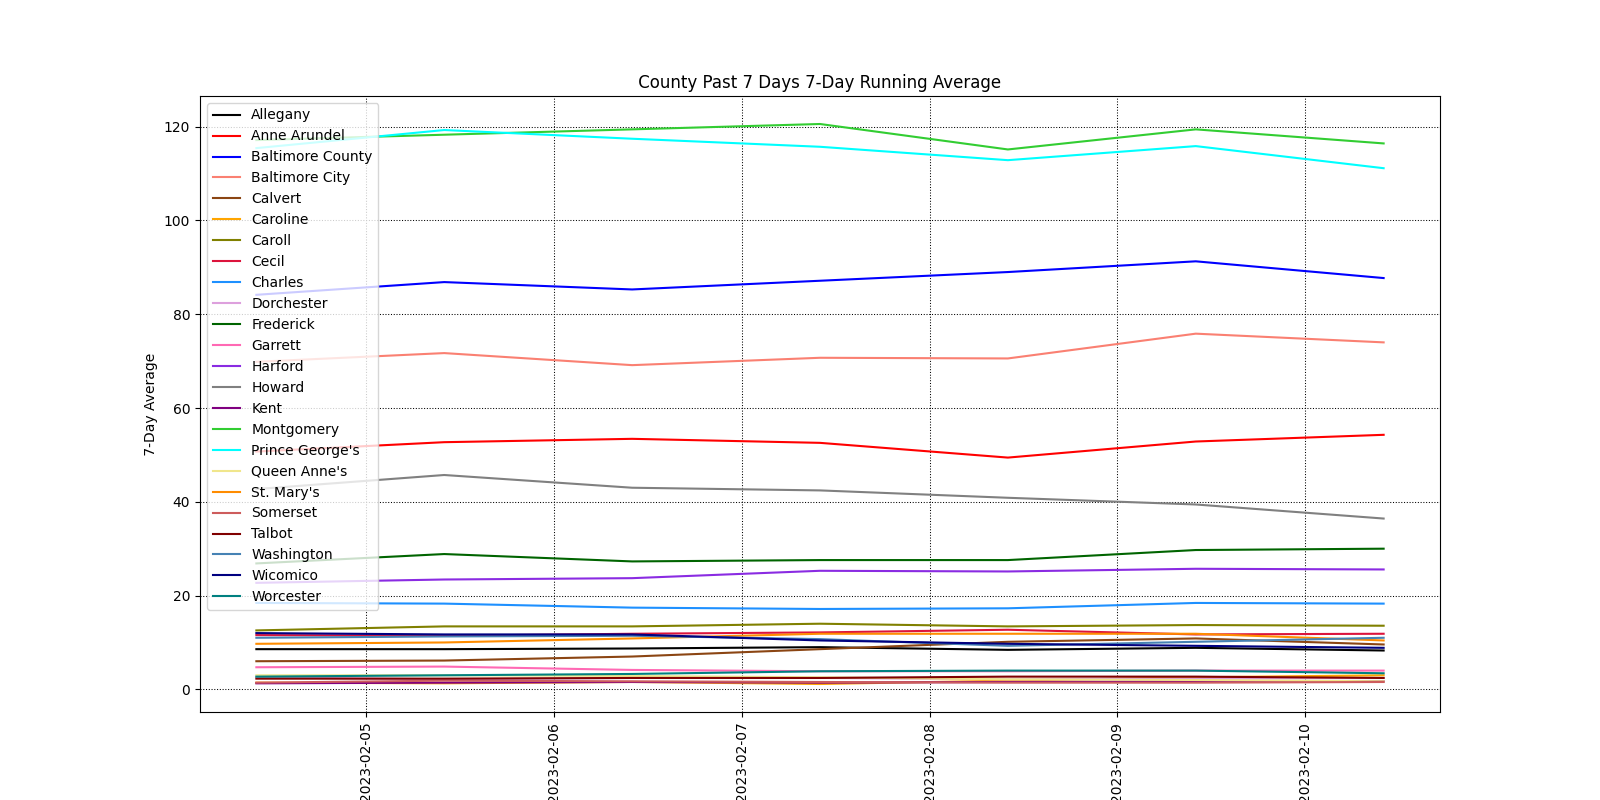 County Past 7 Days 7-Day Running Average
7-Day Average
120
100
80
60
40
20
0
Allegany
Anne Arundel
Baltimore County
Baltimore City
Calvert
Caroline
Caroll
Cecil
Charles
Dorchester
Frederick
Garrett
Harford
Howard
Kent
Montgomery
Prince George's
Queen Anne's
St. Mary's
Somerset
Talbot
Washington
Wicomico
Worcester
2023-02-05
2023-02-06
2023-02-07
2023-02-08
2023-02-09
2023-02-10